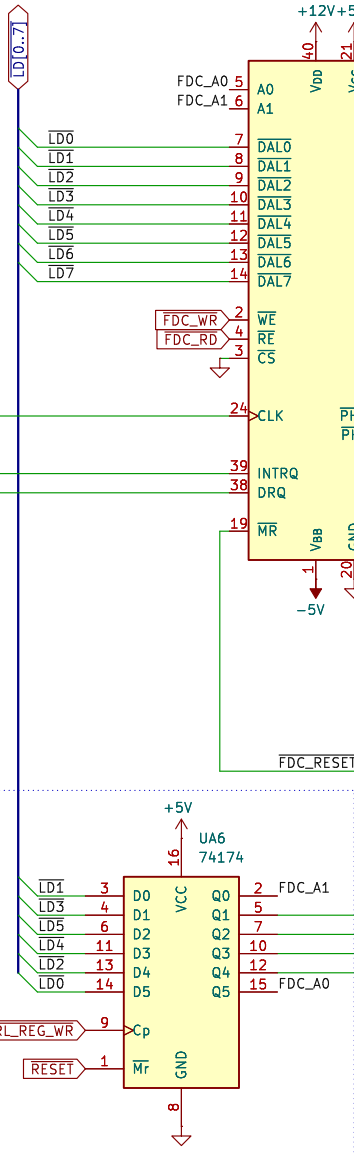 LD[0..7]
+12V +5
40 21
VDD VC
FDC_A0 5 A0
FDC_A1 6 A1
LD0 7 DAL0
LD1 8 DAL1
LD2 9 DAL2
LD3 10 DAL3
LD4 11 DAL4
LD5 12 DAL5
LD6 13 DAL6
LD7 14 DAL7
FDC_WR 2 WE
FDC_RD 4 RE
3 CS
24 CLK PH
PH
39 INTRQ
38 DRQ
19 MR
VBB GND
1 20
-5V
FDC_RESET
+5V
UA6
16 74174
VCC
LD1 3 D0 Q0 2 FDC_A1
LD3 4 D1 Q1 5
LD5 6 D2 Q2 7
LD4 11 D3 Q3 10
LD2 13 D4 Q4 12
LD0 14 D5 Q5 15 FDC_A0
RL_REG_WR 9 Cp
RESET 1 Mr GND
8